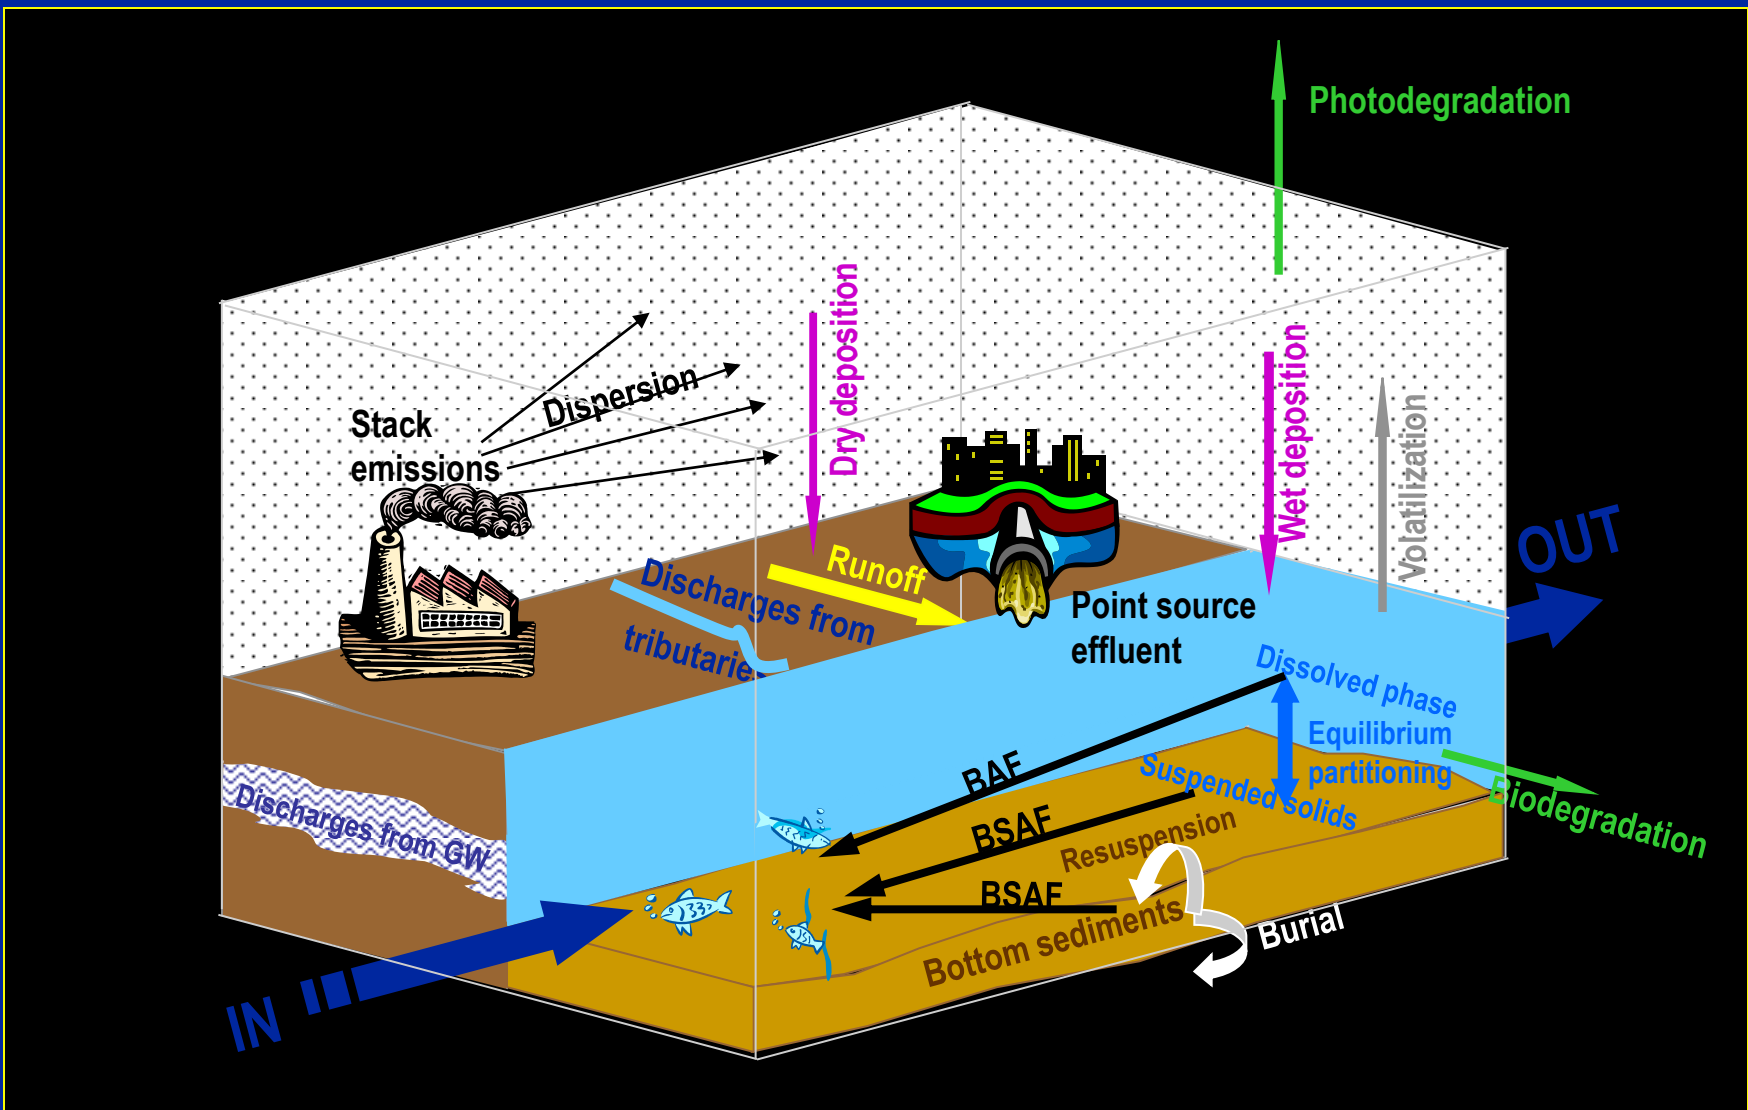 Photodegradation
Dry deposition
Wet deposition
Dispersion
Stack
emissions
Volatilization
OUT
Runoff
Discharges from
tributaries
Point source
effluent
Dissolved phase
Equilibrium
partitioning
Suspended solids
Biodegradation
BAF
BSAF
Resuspension
BSAF
Discharges from GW
Bottom sediments
Burial
IN